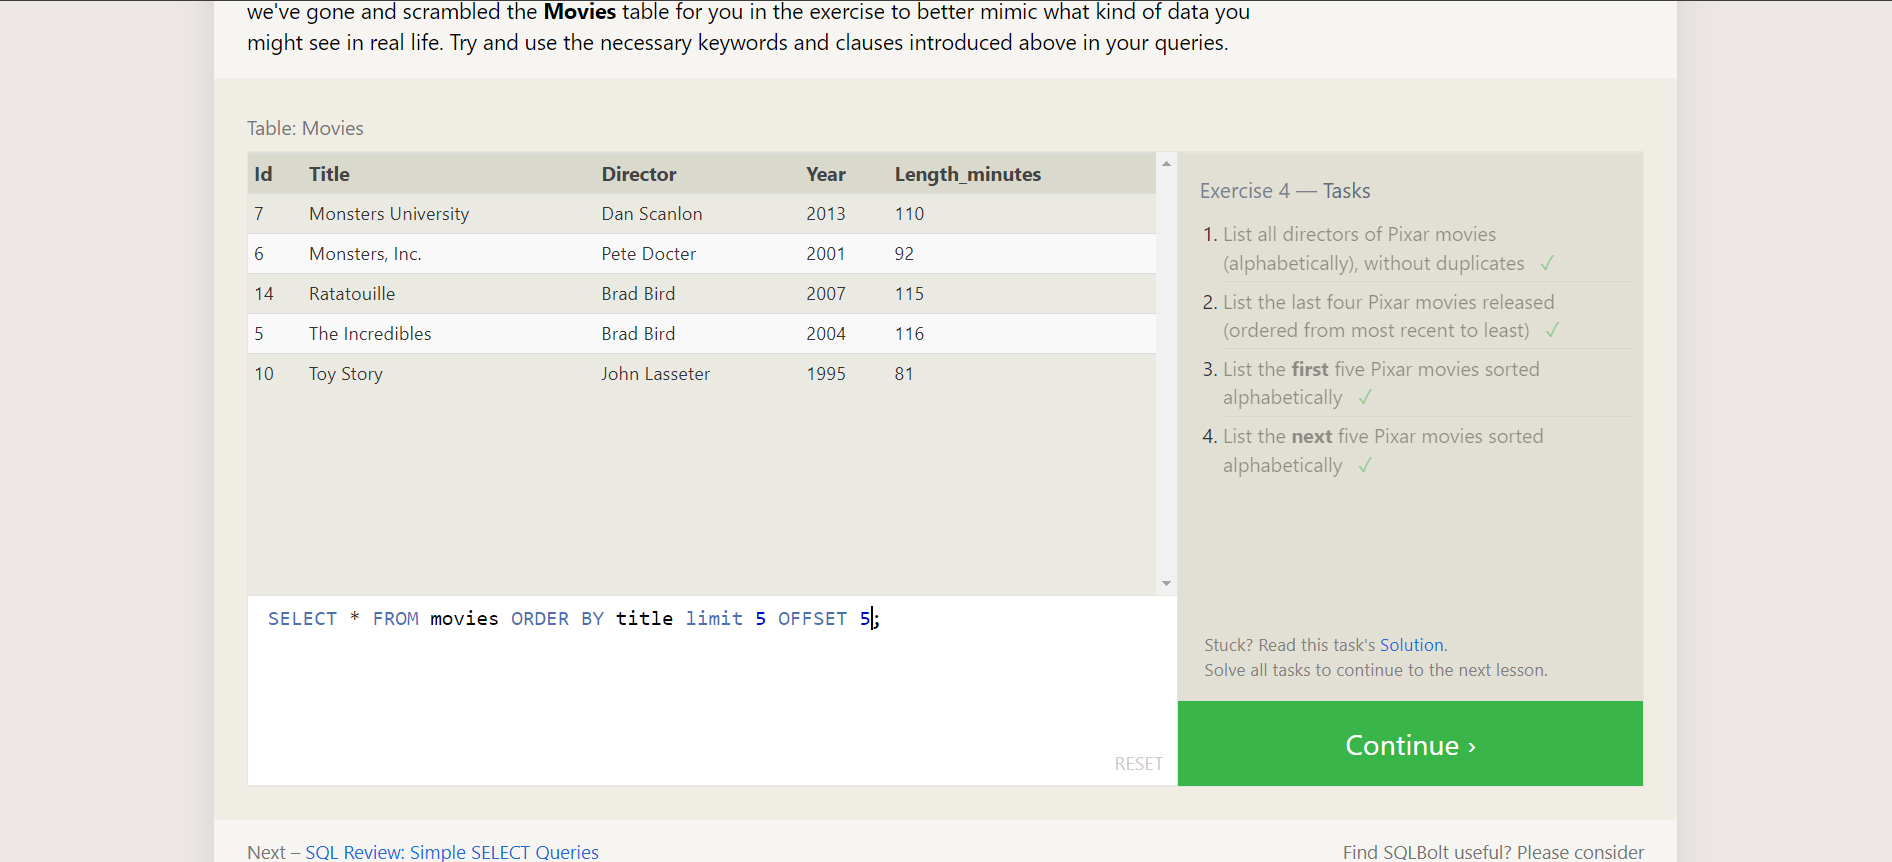 we've gone and scrambled the Movies table for you in the exercise to better mimic what kind of data you
might see in real life. Try and use the necessary keywords and clauses introduced above in your queries.
Table: Movies
Id Title Director Year Length_minutes
7 Monsters University Dan Scanlon 2013 110
6 Monsters, Inc. Pete Docter 2001 92
14 Ratatouille Brad Bird 2007 115
5 The Incredibles Brad Bird 2004 116
10 Toy Story John Lasseter 1995 81
SELECT * FROM movies ORDER BY title limit 5 OFFSET 5;
RESET
Exercise 4 — Tasks
1. List all directors of Pixar movies
(alphabetically), without duplicates ✓
2. List the last four Pixar movies released
(ordered from most recent to least) ✓
3. List the first five Pixar movies sorted
alphabetically ✓
4. List the next five Pixar movies sorted
alphabetically ✓
Stuck? Read this task's Solution.
Solve all tasks to continue to the next lesson.
Continue ›
Next – SQL Review: Simple SELECT Queries
Find SQLBolt useful? Please consider